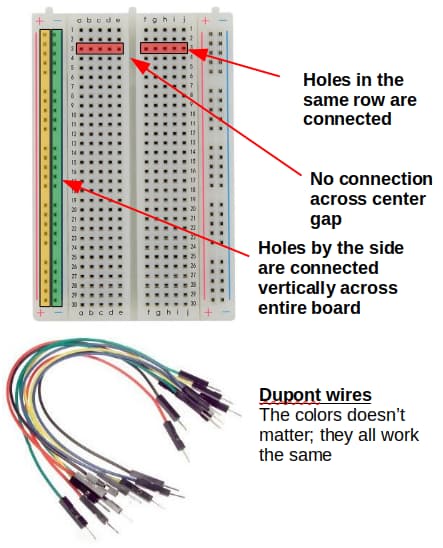 + − a b c d e f g h i j + −
Holes in the
same row are
connected
No connection
across center
gap
Holes by the side
are connected
vertically across
entire board
+ − a b c d e f g h i j + −
Dupont wires
The colors doesn't
matter; they all work
the same